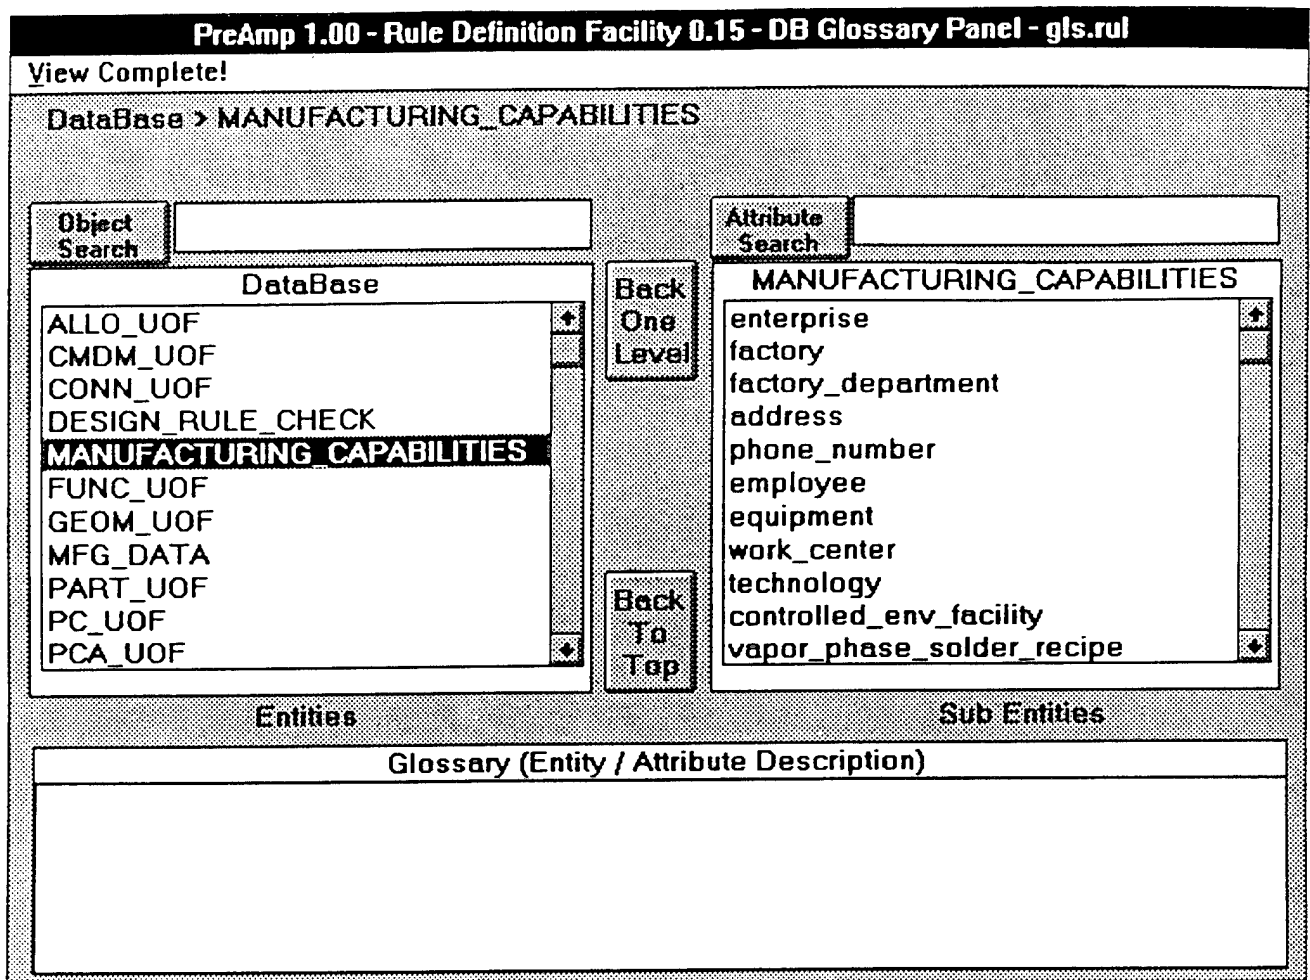 PreAmp 1.00 - Rule Definition Facility 0.15 - DB Glossary Panel - gls.rul
View Complete!
DataBase > MANUFACTURING_CAPABILITIES
Object
Search
Attribute
Search
DataBase
ALLO_UOF
CMDM_UOF
CONN_UOF
DESIGN_RULE_CHECK
MANUFACTURING_CAPABILITIES
FUNC_UOF
GEOM_UOF
MFG_DATA
PART_UOF
PC_UOF
PCA_UOF
Entities
Back
One
Level
Back
To
Top
MANUFACTURING_CAPABILITIES
enterprise
factory
factory_department
address
phone_number
employee
equipment
work_center
technology
controlled_env_facility
vapor_phase_solder_recipe
Sub Entities
Glossary (Entity / Attribute Description)